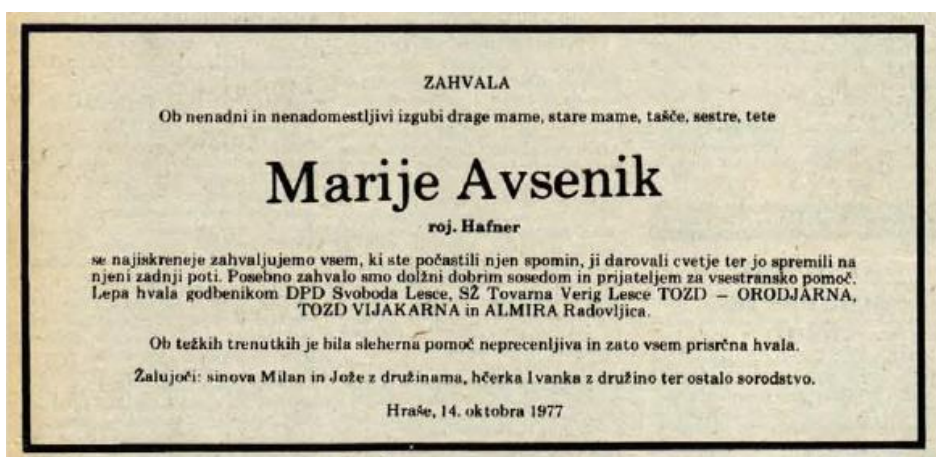 ZAHVALA
Ob nenadni in nenadomestljivi izgubi drage mame, stare mame, tašče, sestre, tete
Marije Avsenik
roj. Hafner
se najiskreneje zahvaljujemo vsem, ki ste počastili njen spomin, ji darovali cvetje ter jo spremili na
njeni zadnji poti. Posebno zahvalo smo dolžni dobrim sosedom in prijateljem za vsestransko pomoč.
Lepa hvala godbenikom DPD Svoboda Lesce, SŽ Tovarna Verig Lesce TOZD – ORODJARNA,
TOZD VIJAKARNA in ALMIRA Radovljica.
Ob težkih trenutkih je bila sleherna pomoč neprecenljiva in zato vsem prisrčna hvala.
Žalujoči: sinova Milan in Jože z družinama, hčerka Ivanka z družino ter ostalo sorodstvo.
Hraše, 14. oktobra 1977